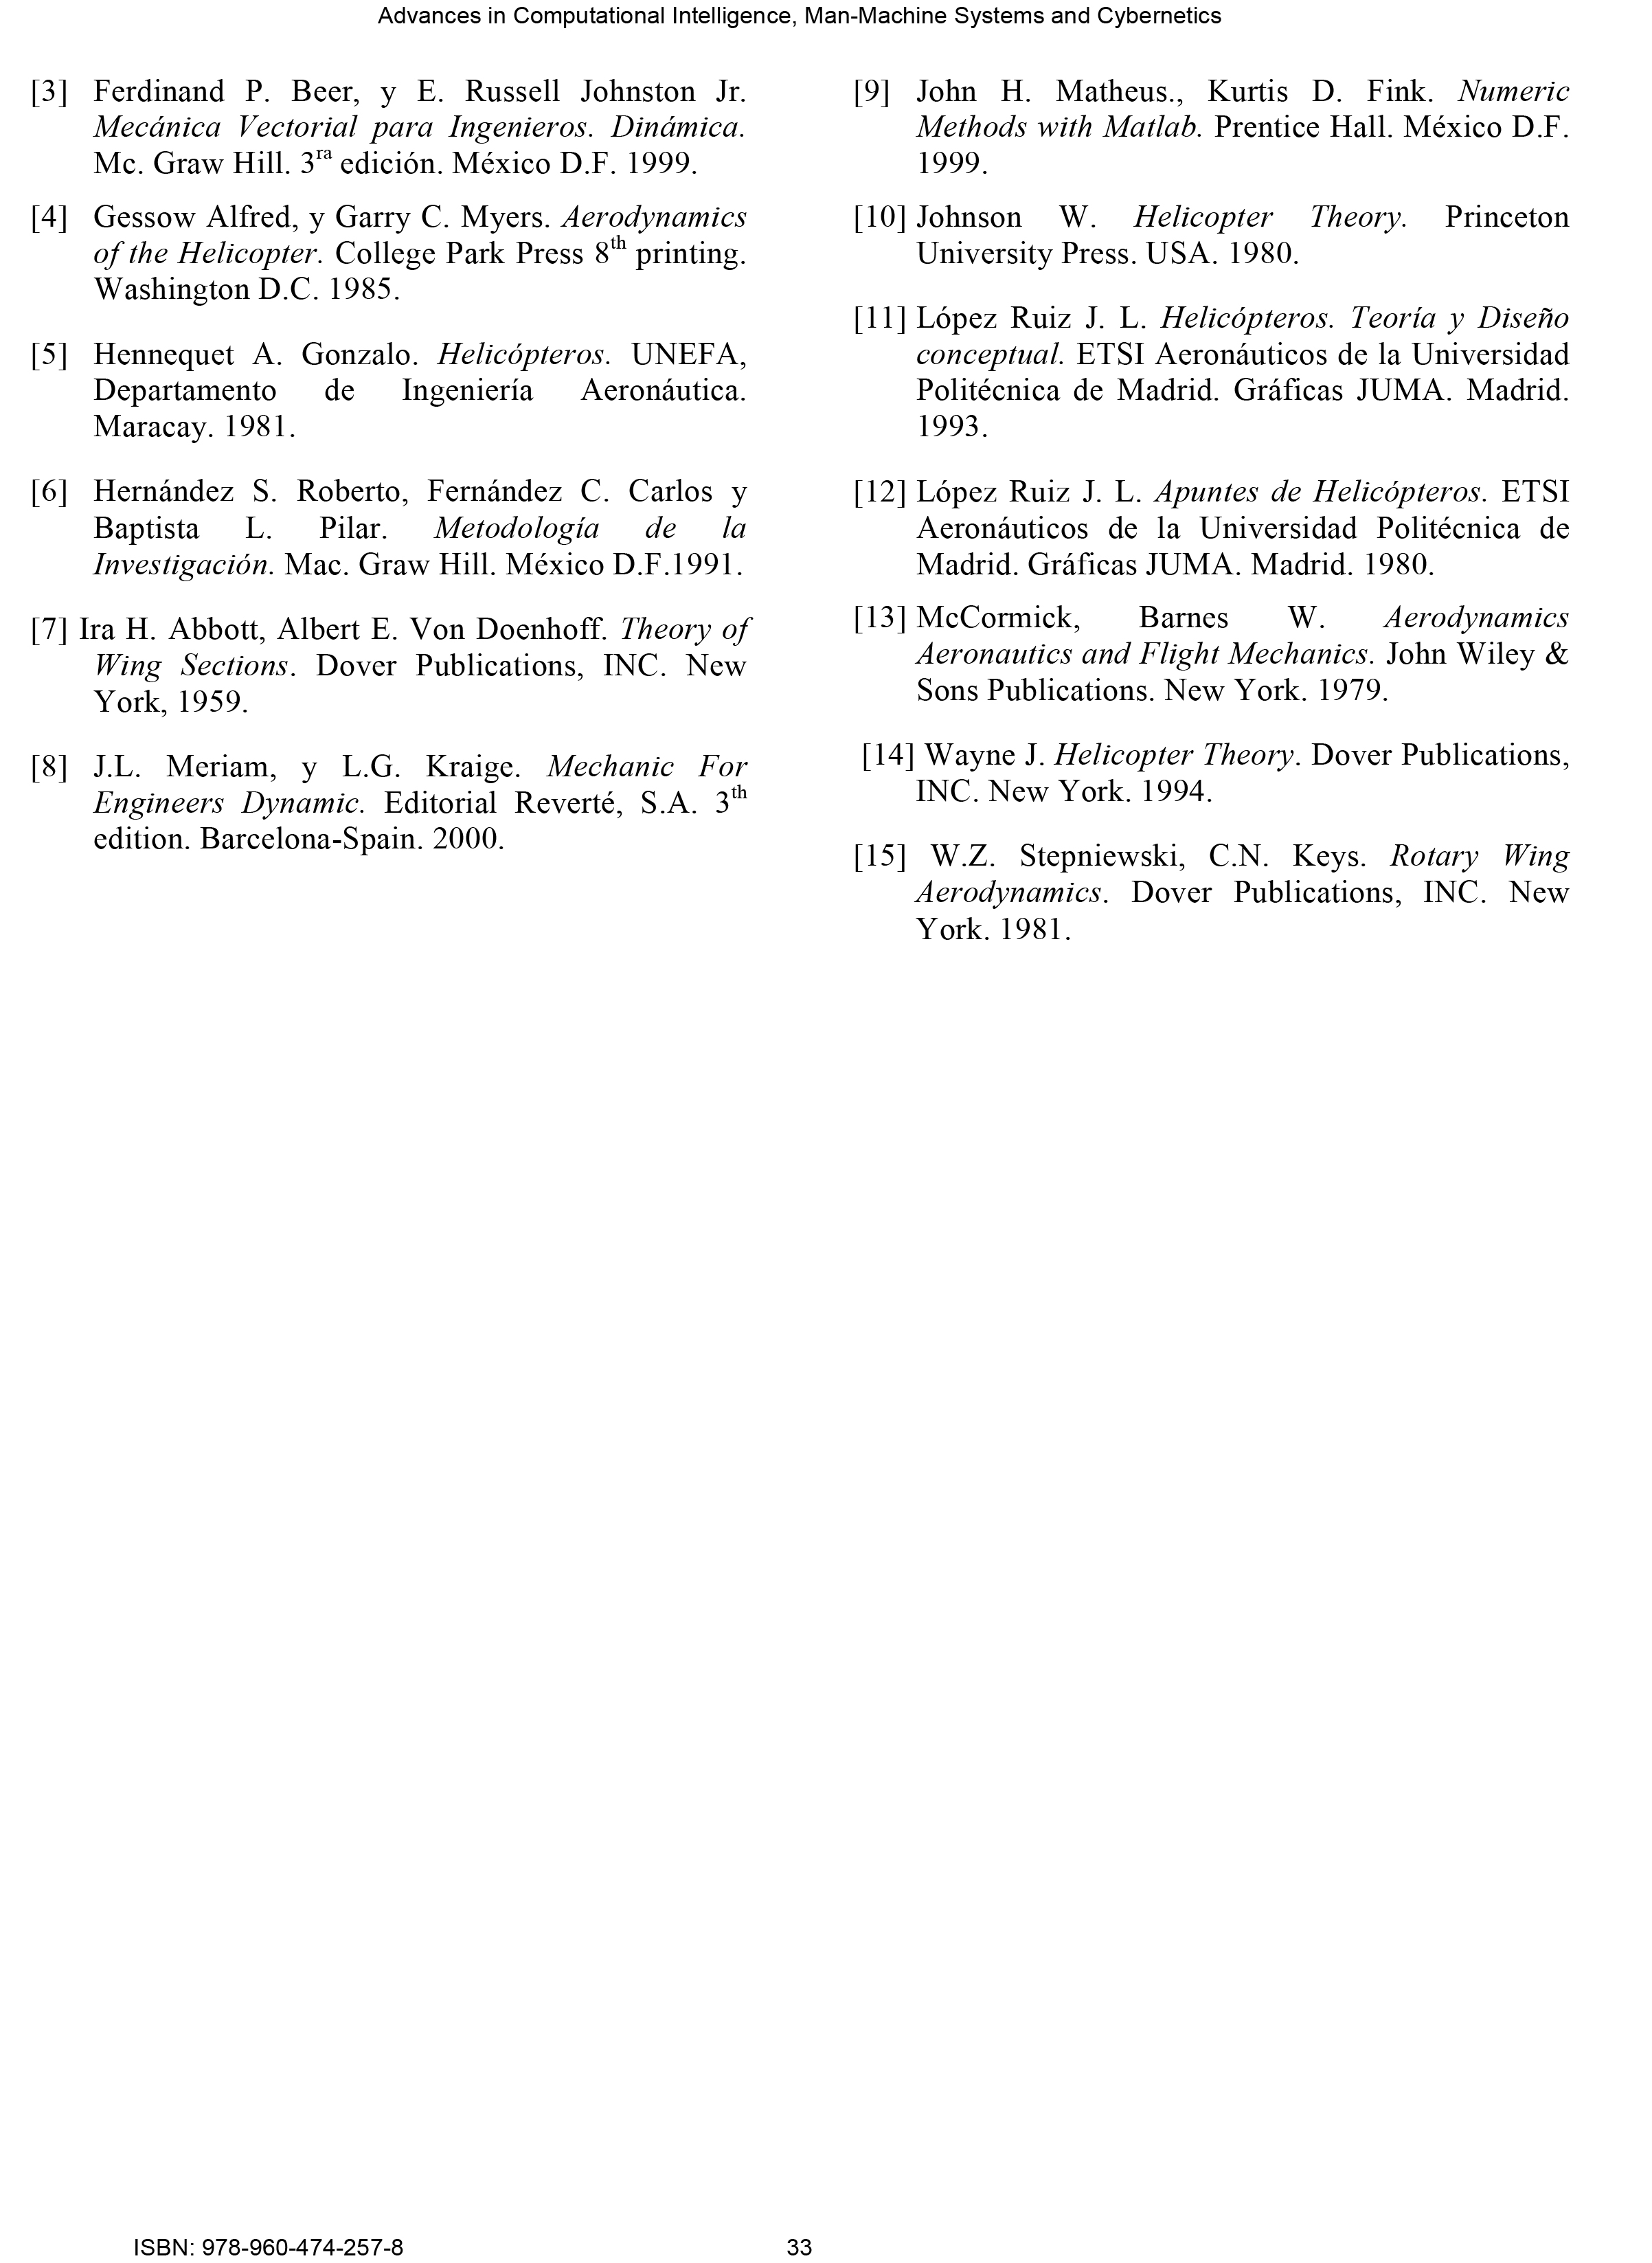 Advances in Computational Intelligence, Man-Machine Systems and Cybernetics
[3] Ferdinand P. Beer, y E. Russell Johnston Jr.
Mecánica Vectorial para Ingenieros. Dinámica.
Mc. Graw Hill. 3ra edición. México D.F. 1999.
[4] Gessow Alfred, y Garry C. Myers. Aerodynamics
of the Helicopter. College Park Press 8th printing.
Washington D.C. 1985.
[5] Hennequet A. Gonzalo. Helicópteros. UNEFA,
Departamento de Ingeniería Aeronáutica.
Maracay. 1981.
[6] Hernández S. Roberto, Fernández C. Carlos y
Baptista L. Pilar. Metodología de la
Investigación. Mac. Graw Hill. México D.F.1991.
[7] Ira H. Abbott, Albert E. Von Doenhoff. Theory of
Wing Sections. Dover Publications, INC. New
York, 1959.
[8] J.L. Meriam, y L.G. Kraige. Mechanic For
Engineers Dynamic. Editorial Reverté, S.A. 3th
edition. Barcelona-Spain. 2000.
[9] John H. Matheus., Kurtis D. Fink. Numeric
Methods with Matlab. Prentice Hall. México D.F.
1999.
[10] Johnson W. Helicopter Theory. Princeton
University Press. USA. 1980.
[11] López Ruiz J. L. Helicópteros. Teoría y Diseño
conceptual. ETSI Aeronáuticos de la Universidad
Politécnica de Madrid. Gráficas JUMA. Madrid.
1993.
[12] López Ruiz J. L. Apuntes de Helicópteros. ETSI
Aeronáuticos de la Universidad Politécnica de
Madrid. Gráficas JUMA. Madrid. 1980.
[13] McCormick, Barnes W. Aerodynamics
Aeronautics and Flight Mechanics. John Wiley &
Sons Publications. New York. 1979.
[14] Wayne J. Helicopter Theory. Dover Publications,
INC. New York. 1994.
[15] W.Z. Stepniewski, C.N. Keys. Rotary Wing
Aerodynamics. Dover Publications, INC. New
York. 1981.
ISBN: 978-960-474-257-8
33